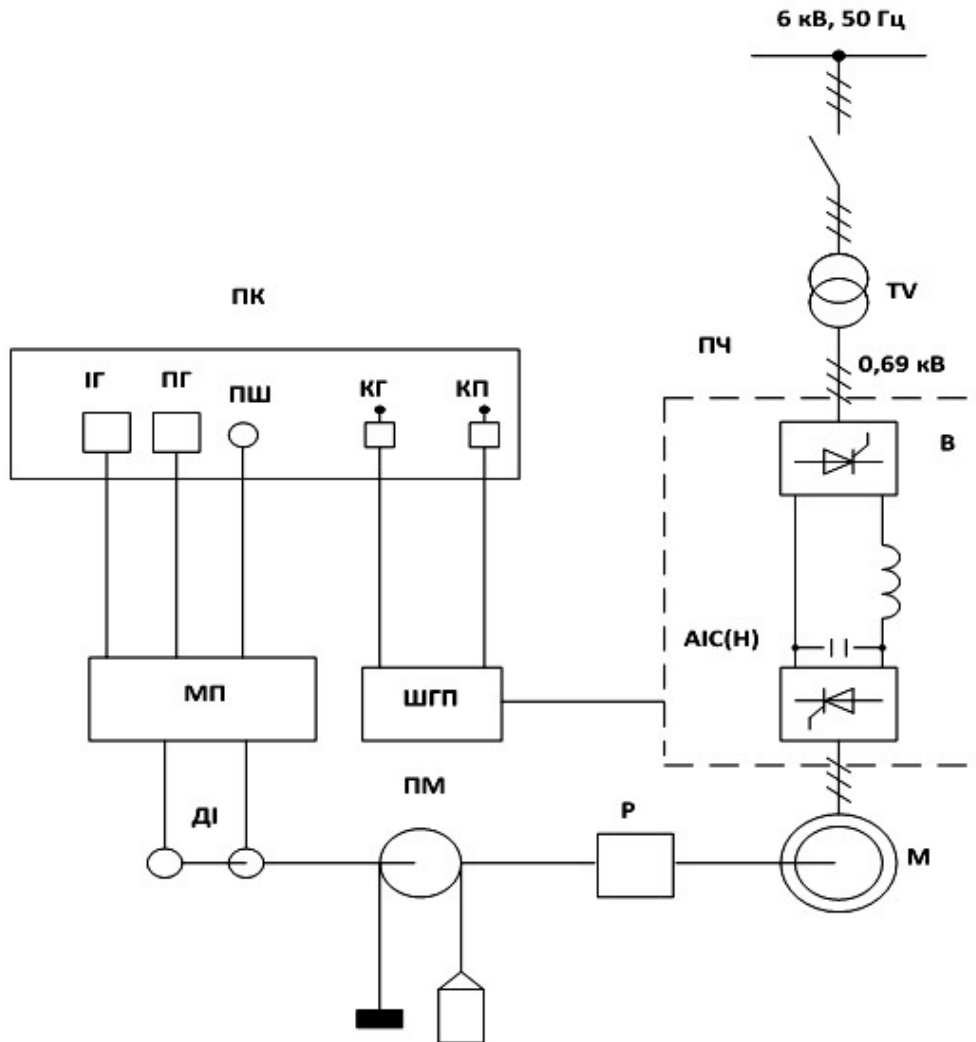 6 кВ, 50 Гц
TV
ПК
ПЧ
0,69 кВ
ІГ
ПГ
ПШ
КГ
КП
В
АІС(Н)
МП
ШГП
ДІ
ПМ
Р
М